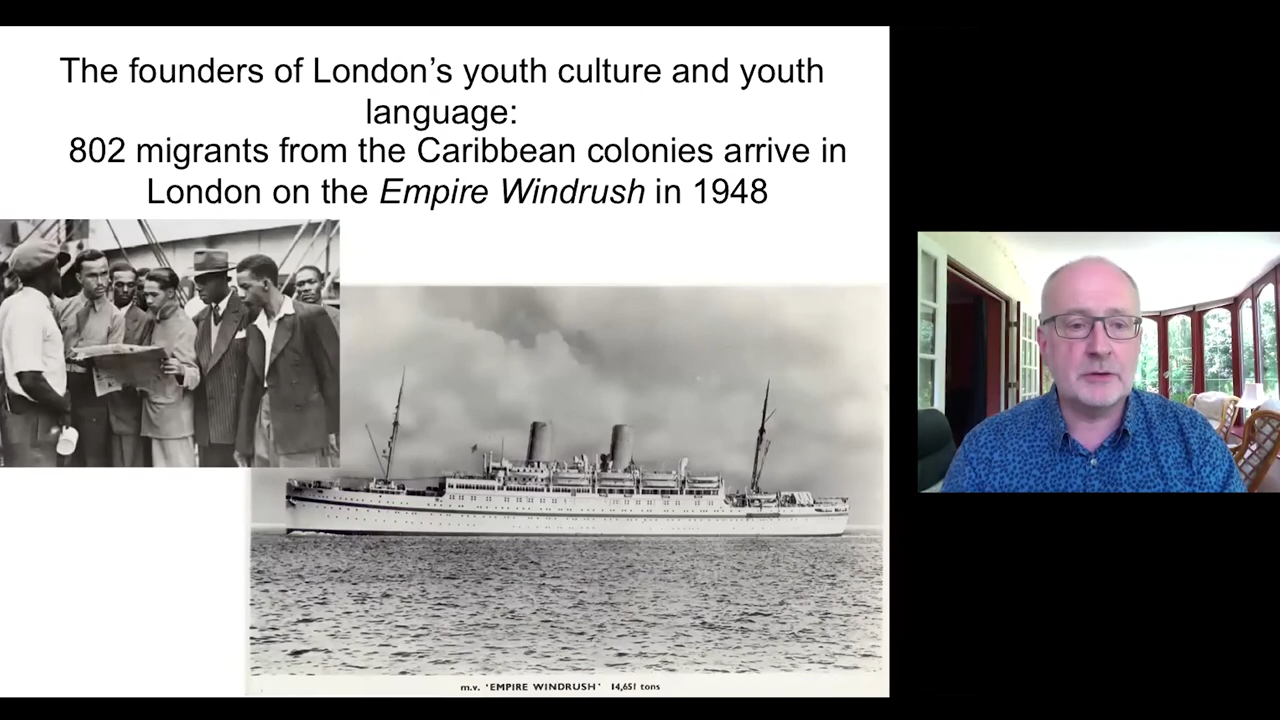 The founders of London’s youth culture and youth
language:
802 migrants from the Caribbean colonies arrive in
London on the Empire Windrush in 1948
m.v. ‘EMPIRE WINDRUSH’ 14,651 tons